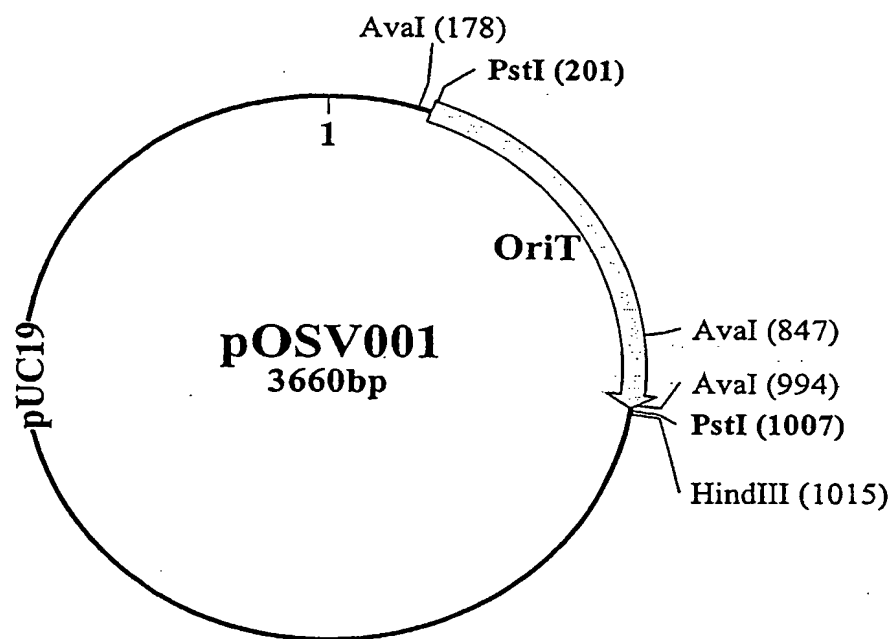 AvaI (178)
PstI (201)
1
OriT
pUC19
pOSV001
3660bp
AvaI (847)
AvaI (994)
PstI (1007)
HindIII (1015)